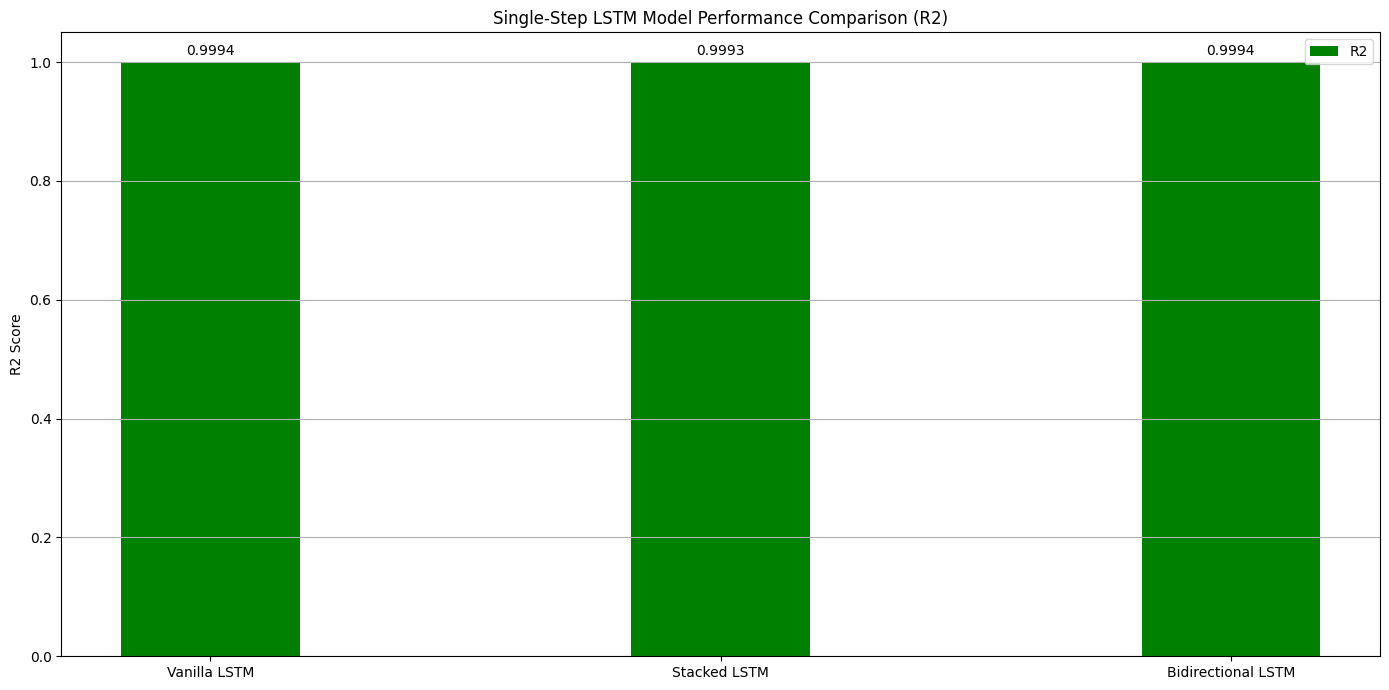 Single-Step LSTM Model Performance Comparison (R2)
0.9994
0.9993
0.9994
R2
1.0
0.8
0.6
0.4
0.2
0.0
R2 Score
Vanilla LSTM
Stacked LSTM
Bidirectional LSTM